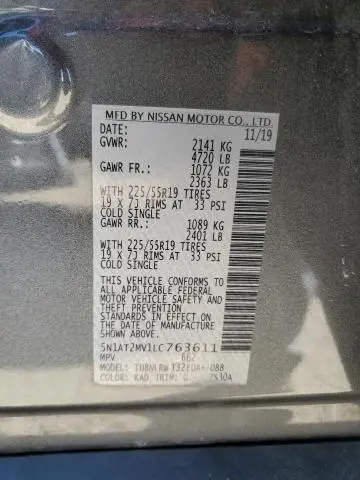 MFD BY NISSAN MOTOR CO., LTD.
DATE: 11/19
GVWR: 2141 KG
4720 LB
GAWR FR.: 1072 KG
2363 LB
WITH 225/55R19 TIRES
19 X 7J RIMS AT 33 PSI
COLD SINGLE
GAWR RR.: 1089 KG
2401 LB
WITH 225/55R19 TIRES
19 X 7J RIMS AT 33 PSI
COLD SINGLE
THIS VEHICLE CONFORMS TO ALL
APPLICABLE FEDERAL
MOTOR VEHICLE SAFETY AND
THEFT PREVENTION
STANDARDS IN EFFECT ON
THE DATE OF MANUFACTURE
SHOWN ABOVE.
5N1AT2MV1LC763611
MPV
MODEL:
COLOR: KAD TRIM: